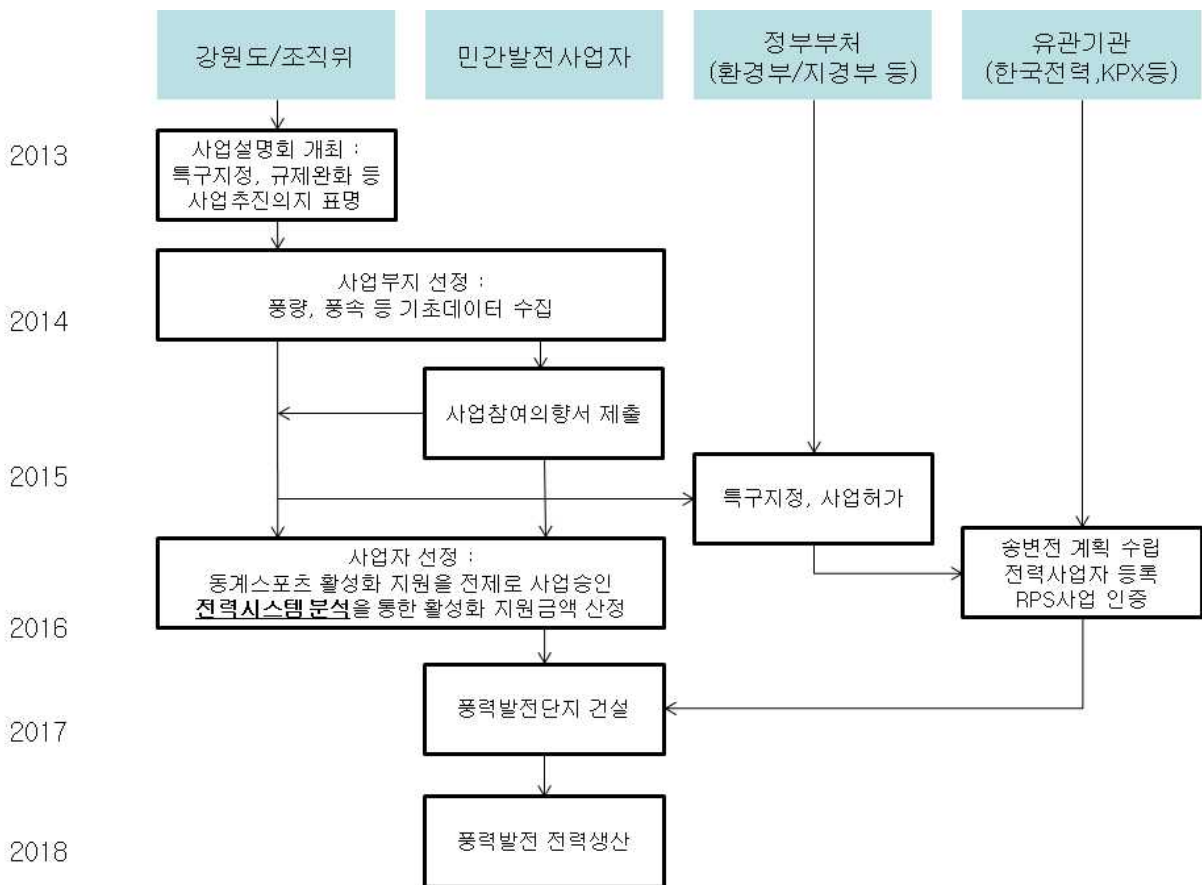 강원도/조직위
민간발전사업자
정부부처
(환경부/지경부 등)
유관기관
(한국전력,KPX등)
2013
사업설명회 개최 :
특구지정, 규제완화 등
사업추진의지 표명
사업부지 선정 :
풍량, 풍속 등 기초데이터 수집
2014
사업참여의향서 제출
2015
특구지정, 사업허가
사업자 선정 :
동계스포츠 활성화 지원을 전제로 사업승인
전력시스템 분석을 통한 활성화 지원금액 산정
송변전 계획 수립
전력사업자 등록
RPS사업 인증
2016
풍력발전단지 건설
2017
풍력발전 전력생산
2018